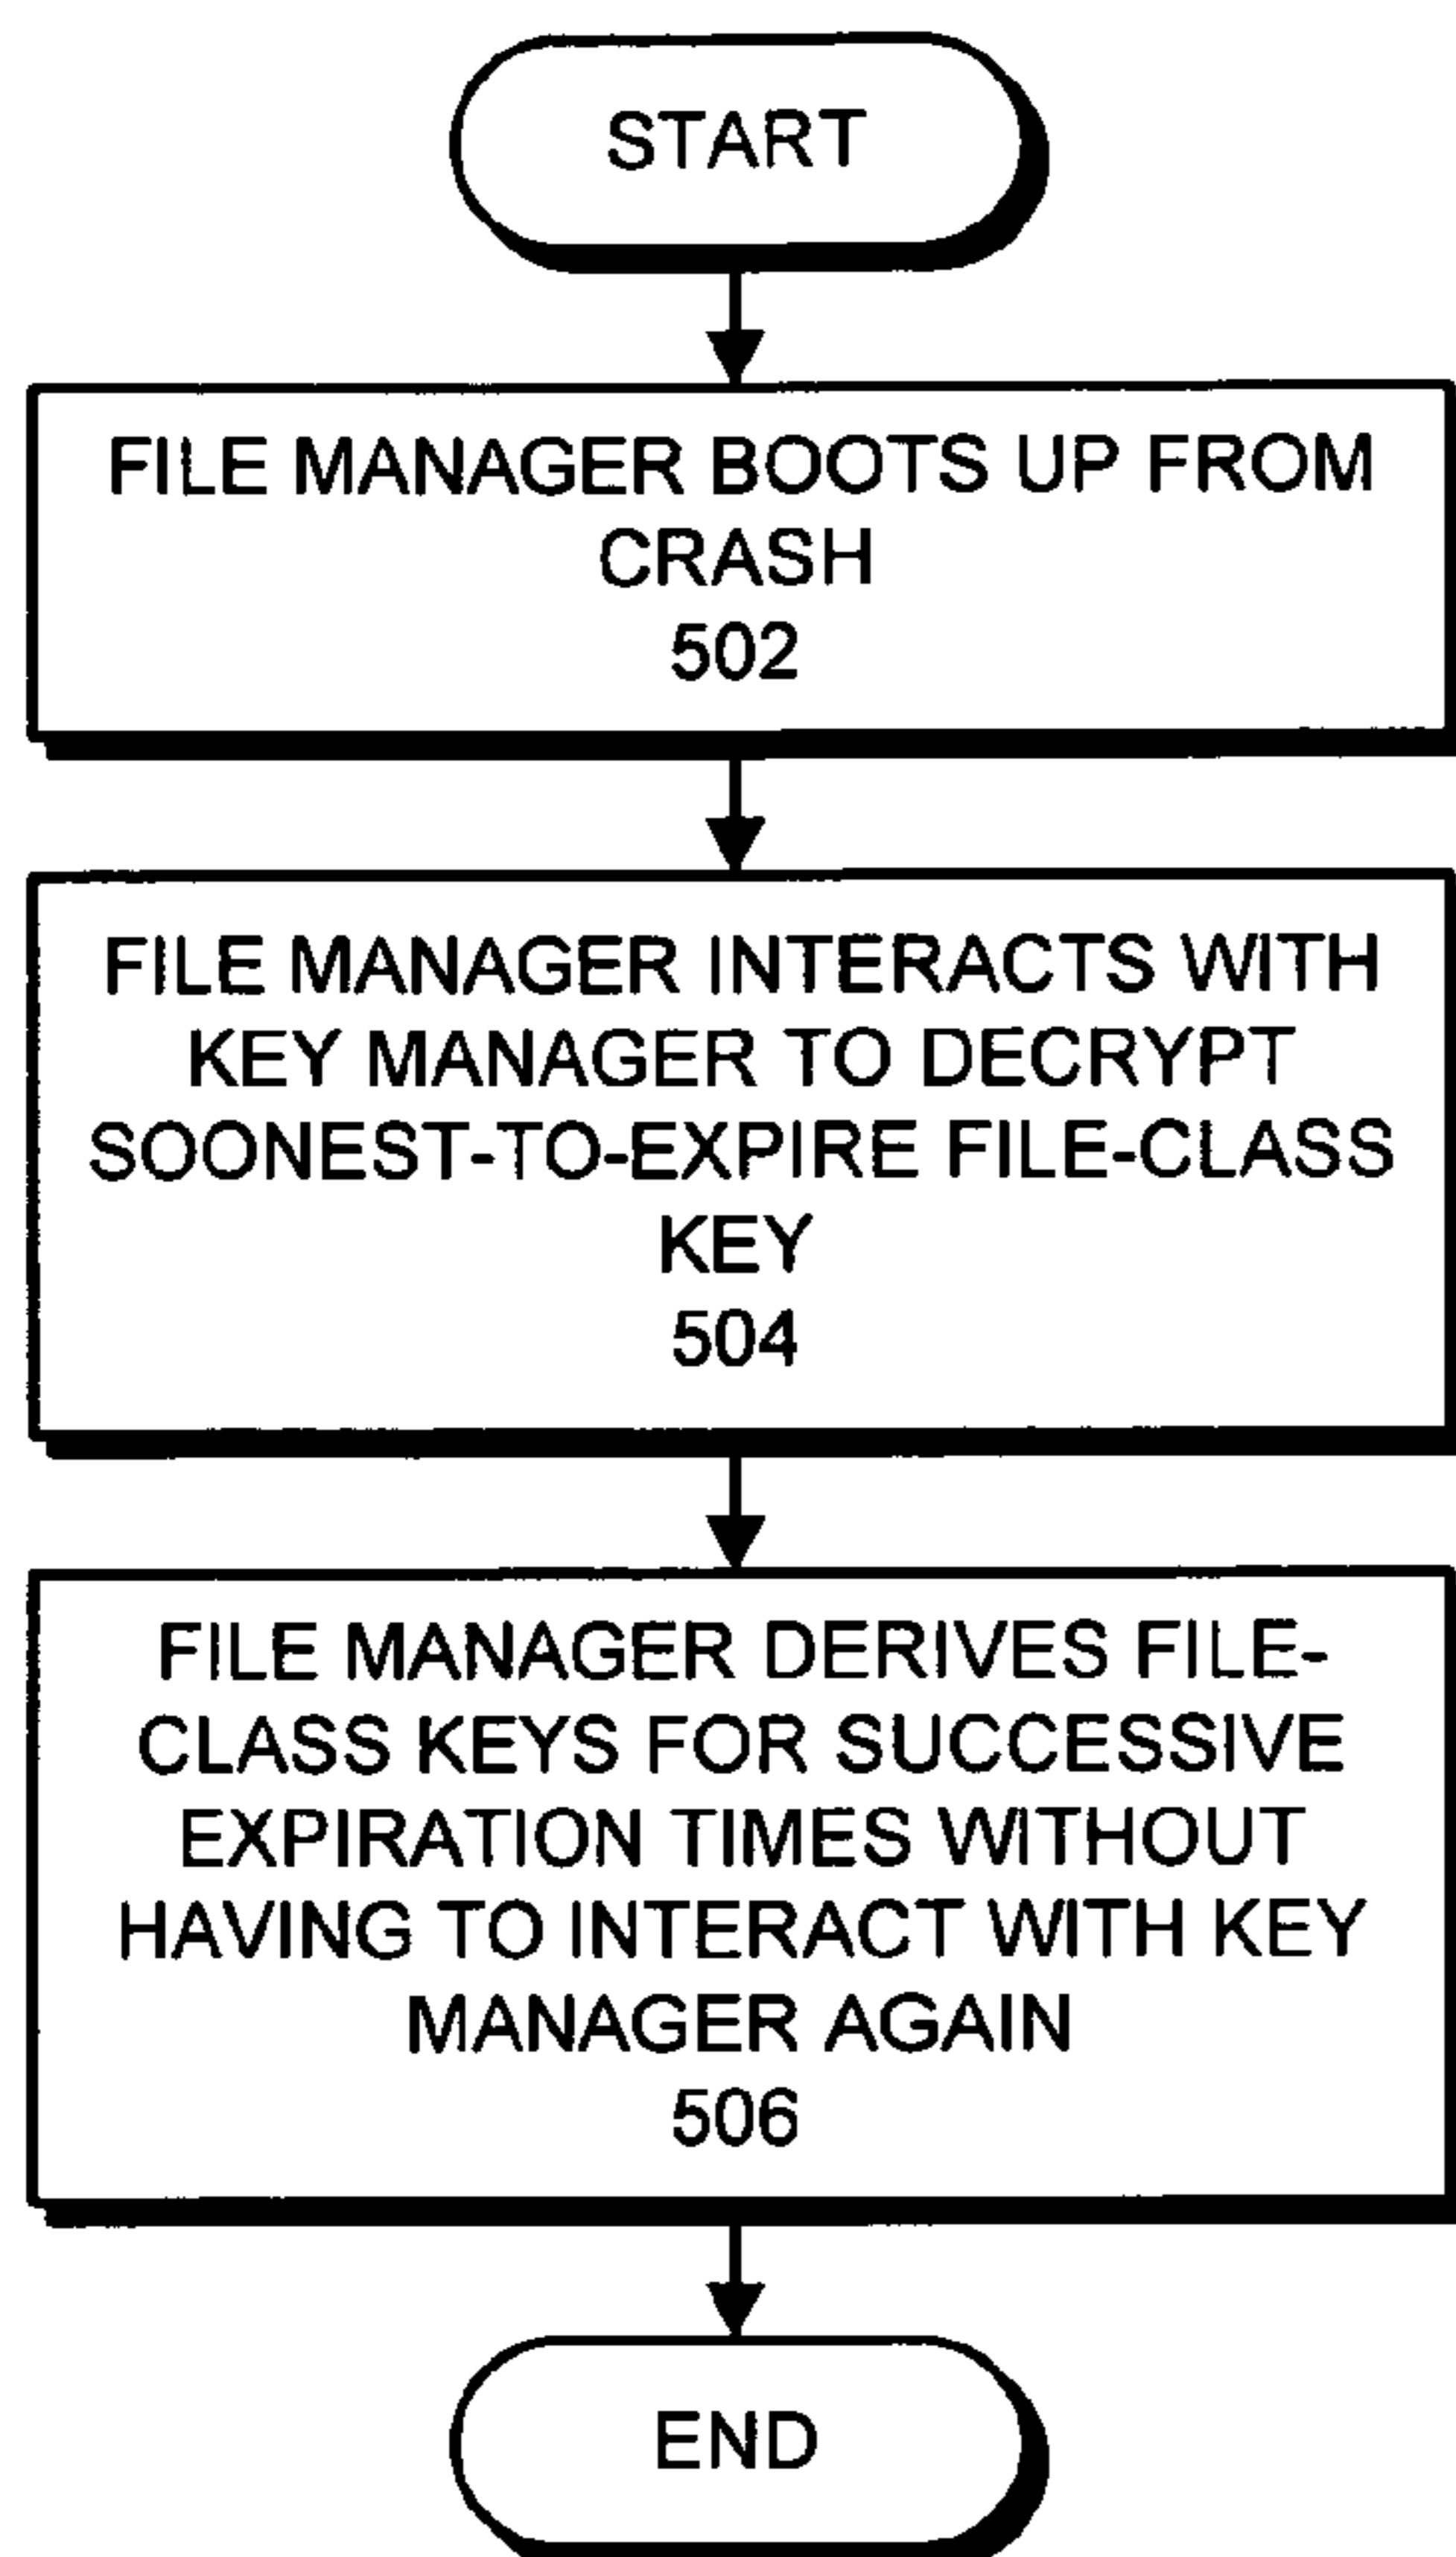 START
FILE MANAGER BOOTS UP FROM
CRASH
502
FILE MANAGER INTERACTS WITH
KEY MANAGER TO DECRYPT
SOONEST-TO-EXPIRE FILE-CLASS
KEY
504
FILE MANAGER DERIVES FILE-
CLASS KEYS FOR SUCCESSIVE
EXPIRATION TIMES WITHOUT
HAVING TO INTERACT WITH KEY
MANAGER AGAIN
506
END